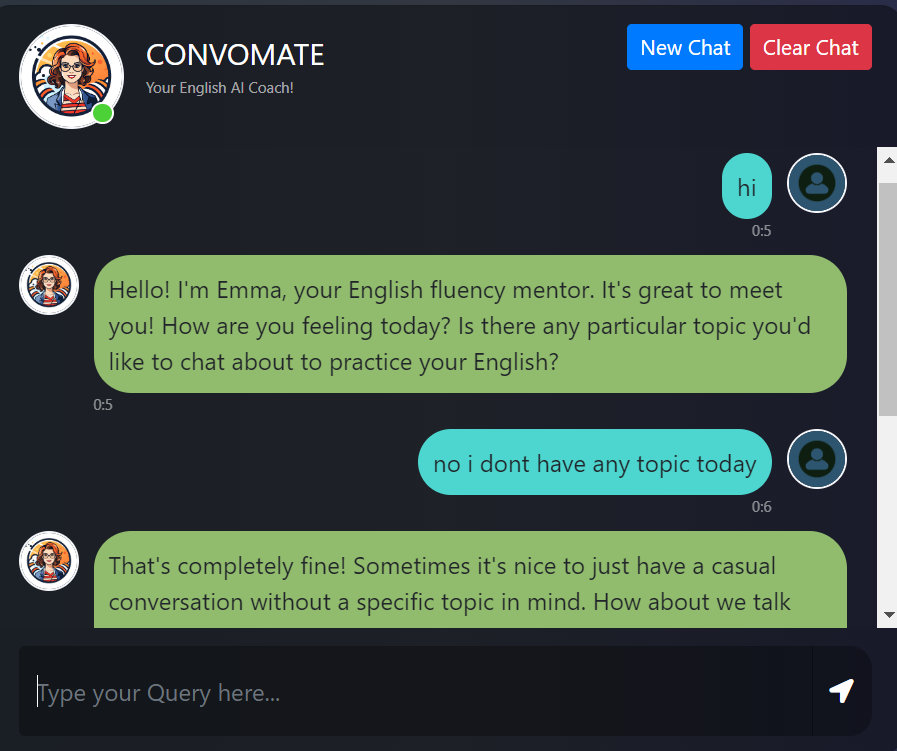 CONVOMATE
Your English AI Coach!
New Chat
Clear Chat
hi
0:5
Hello! I'm Emma, your English fluency mentor. It's great to meet
you! How are you feeling today? Is there any particular topic you'd
like to chat about to practice your English?
0:5
no i dont have any topic today
0:6
That's completely fine! Sometimes it's nice to just have a casual
conversation without a specific topic in mind. How about we talk
Type your Query here...